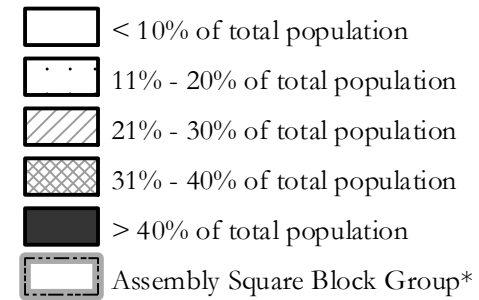 < 10% of total population
11% - 20% of total population
21% - 30% of total population
31% - 40% of total population
> 40% of total population
Assembly Square Block Group*